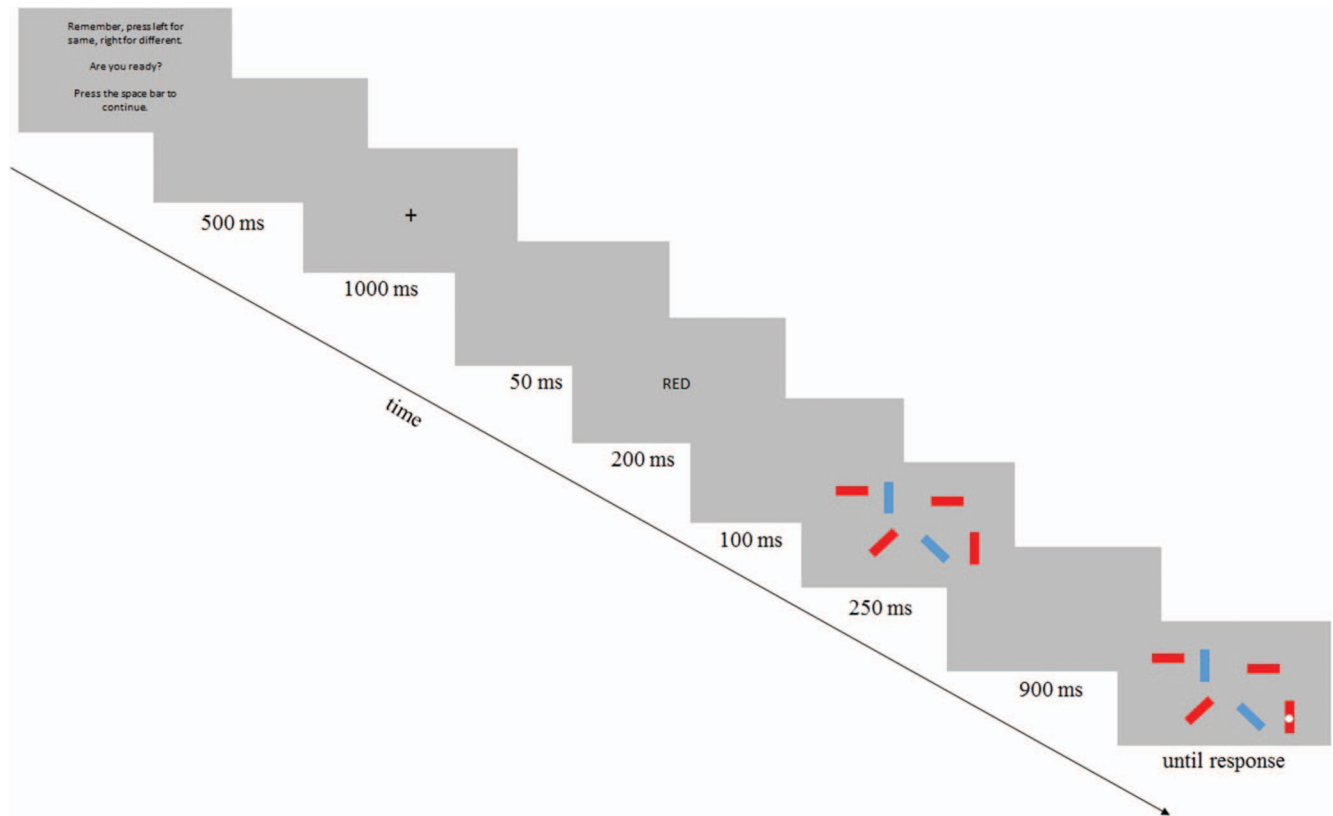 Remember, press left for
same, right for different.
Are you ready?
Press the space bar to
continue.
500 ms
+
1000 ms
50 ms
RED
200 ms
time
100 ms
250 ms
900 ms
until response